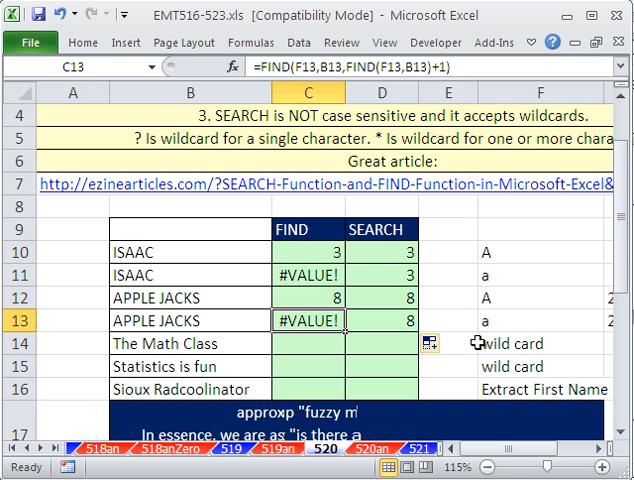 EMT516-523.xls [Compatibility Mode] - Microsoft Excel
File Home Insert Page Layout Formulas Data Review View Developer Add-Ins
C13 fx =FIND(F13,B13,FIND(F13,B13)+1)
A B C D E F
4 3. SEARCH is NOT case sensitive and it accepts wildcards.
5 ? Is wildcard for a single character. * Is wildcard for one or more chara
6 Great article:
7 http://ezinearticles.com/?SEARCH-Function-and-FIND-Function-in-Microsoft-Excel&
8
9 FIND SEARCH
10 ISAAC 3 3 A
11 ISAAC #VALUE! 3 a
12 APPLE JACKS 8 8 A 2
13 APPLE JACKS #VALUE! 8 a 2
14 The Math Class wild card
15 Statistics is fun wild card
16 Sioux Radcoolinator Extract First Name
approxp "fuzzy m
17 In essence, we are as "is there a
518an 518anZero 519 519an 520 520an 521
Ready 115%